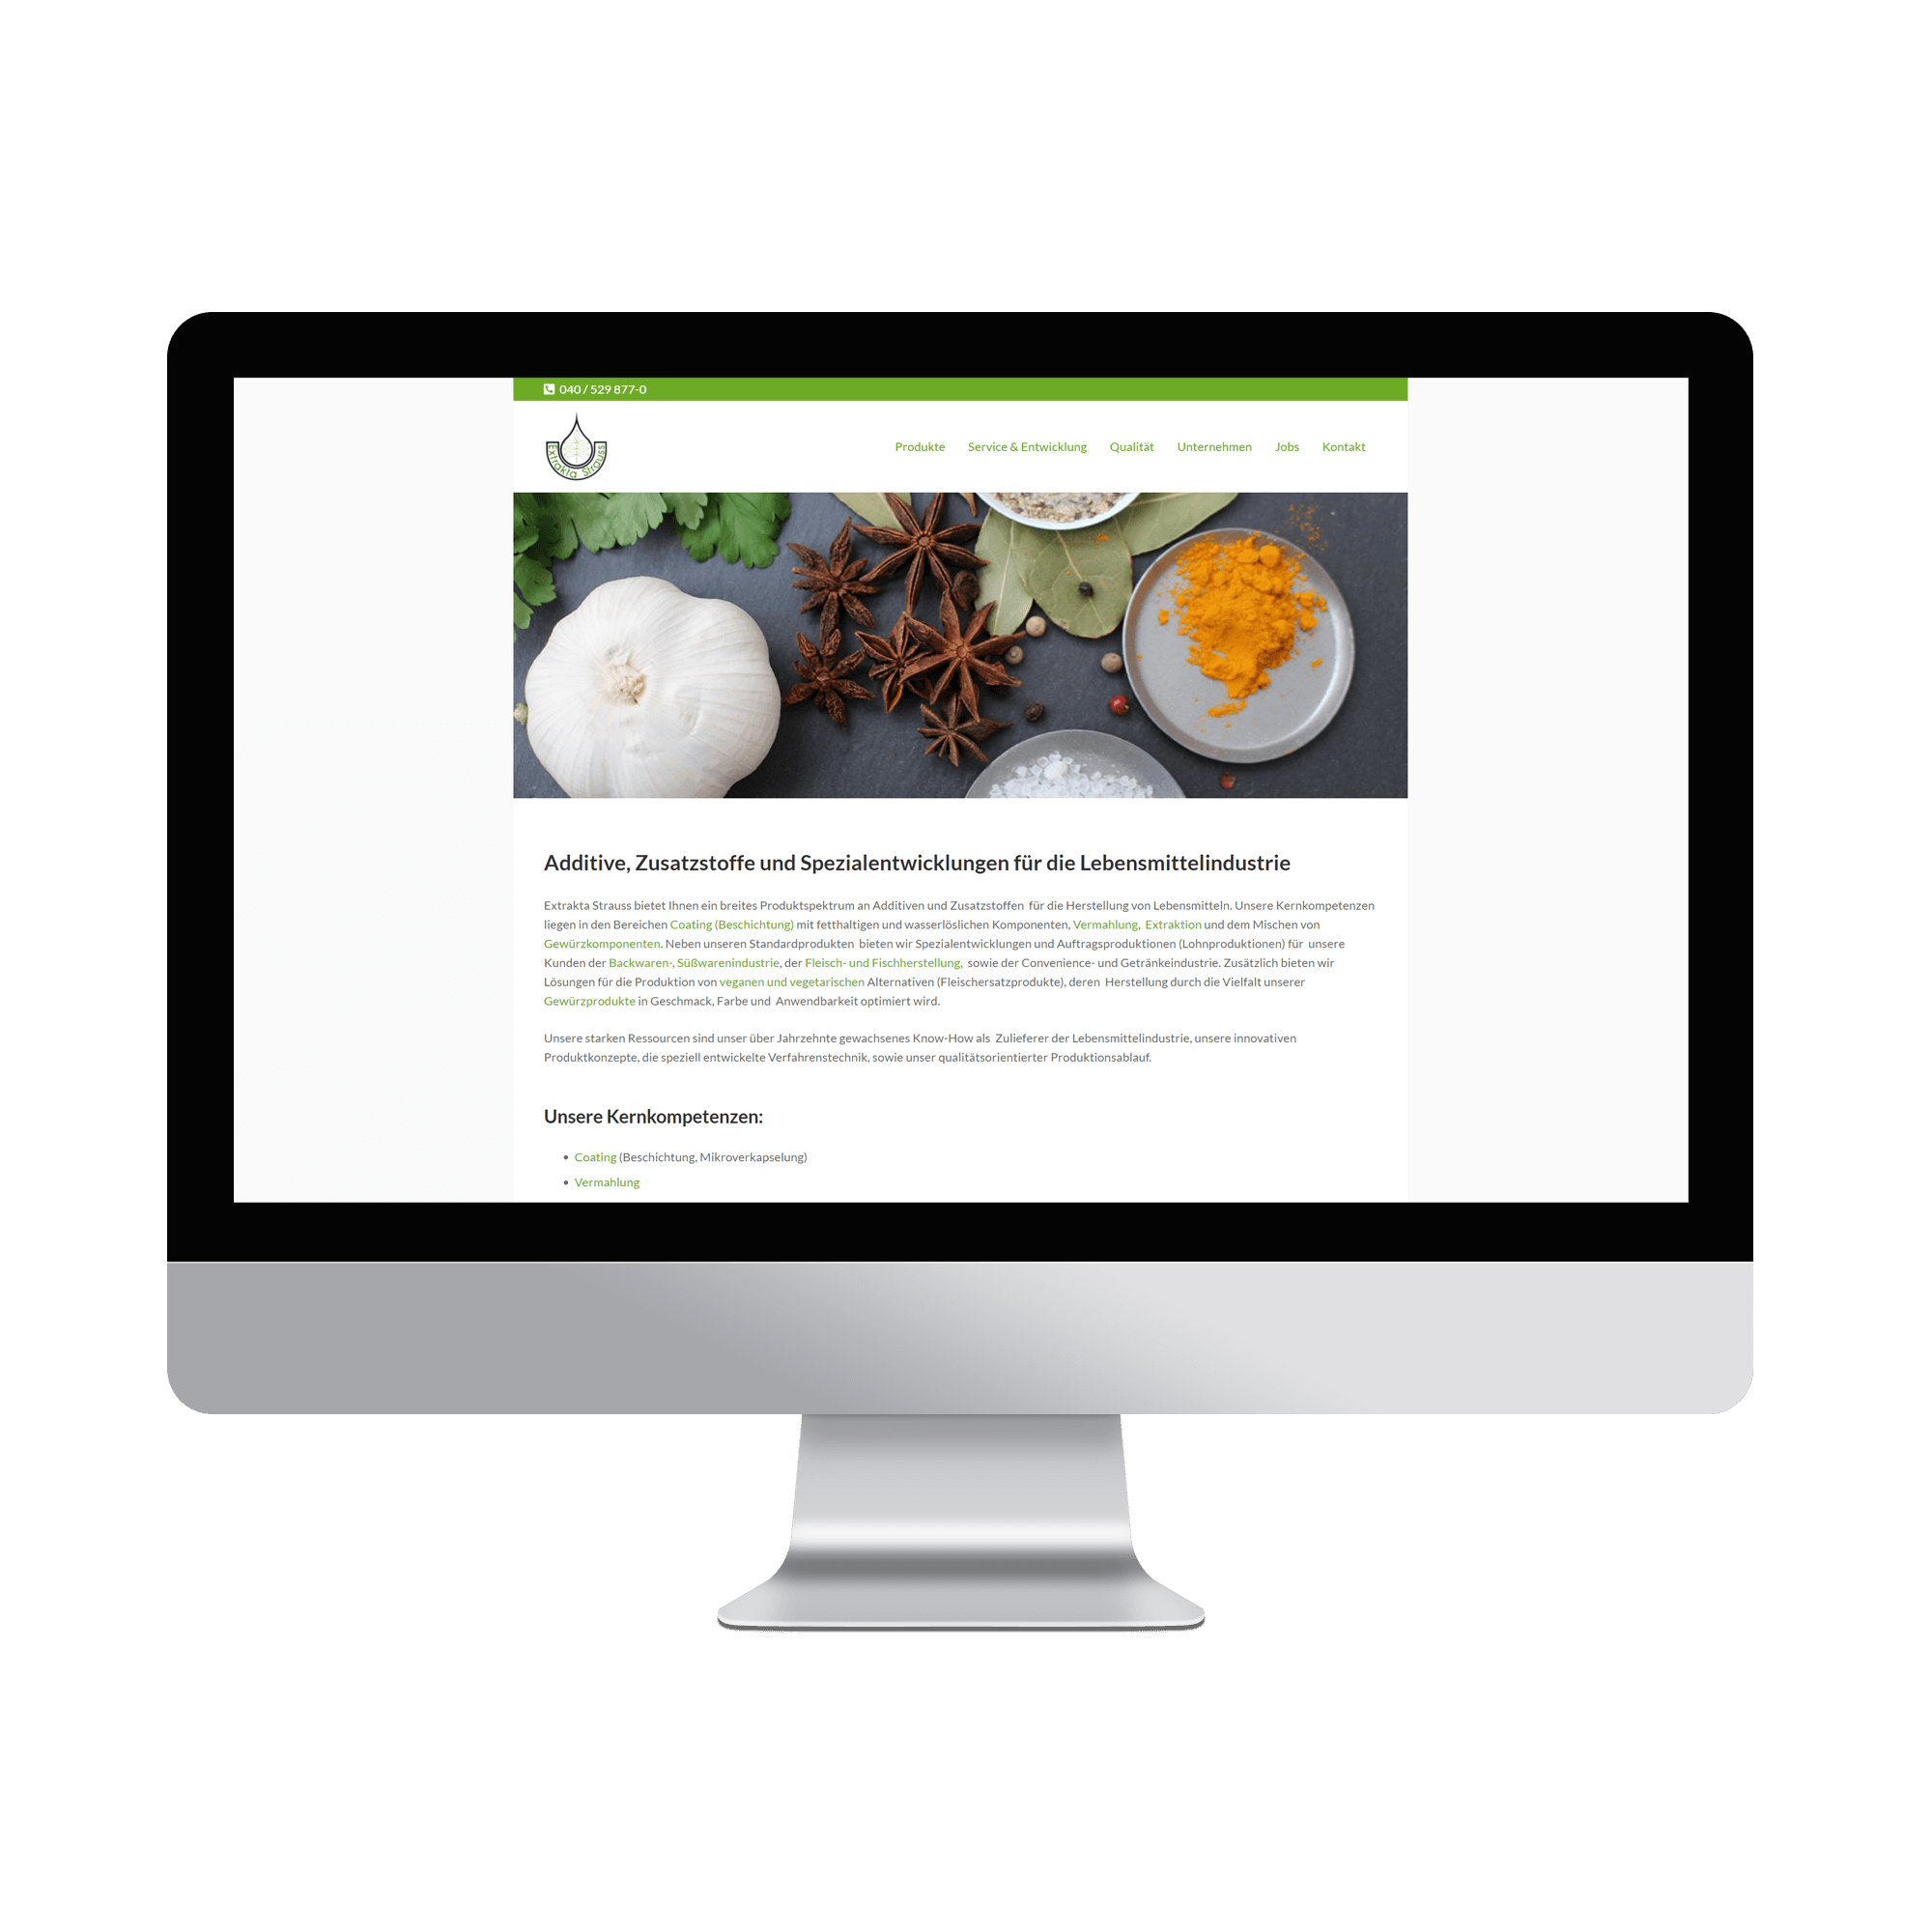 040 / 529 877-0
Extrakta Strauss
Produkte Service & Entwicklung Qualität Unternehmen Jobs Kontakt
Additive, Zusatzstoffe und Spezialentwicklungen für die Lebensmittelindustrie
Extrakta Strauss bietet Ihnen ein breites Produktspektrum an Additiven und Zusatzstoffen für die Herstellung von Lebensmitteln. Unsere Kernkompetenzen
liegen in den Bereichen Coating (Beschichtung) mit fetthaltigen und wasserlöslichen Komponenten, Vermahlung, Extraktion und dem Mischen von
Gewürzkomponenten. Neben unseren Standardprodukten bieten wir Spezialentwicklungen und Auftragsproduktionen (Lohnproduktionen) für unsere
Kunden der Backwaren-, Süßwarenindustrie, der Fleisch- und Fischherstellung, sowie der Convenience- und Getränkeindustrie. Zusätzlich bieten wir
Lösungen für die Produktion von veganen und vegetarischen Alternativen (Fleischersatzprodukte), deren Herstellung durch die Vielfalt unserer
Gewürzprodukte in Geschmack, Farbe und Anwendbarkeit optimiert wird.
Unsere starken Ressourcen sind unser über Jahrzehnte gewachsenes Know-How als Zulieferer der Lebensmittelindustrie, unsere innovativen
Produktkonzepte, die speziell entwickelte Verfahrenstechnik, sowie unser qualitätsorientierter Produktionsablauf.
Unsere Kernkompetenzen:
• Coating (Beschichtung, Mikroverkapselung)
• Vermahlung